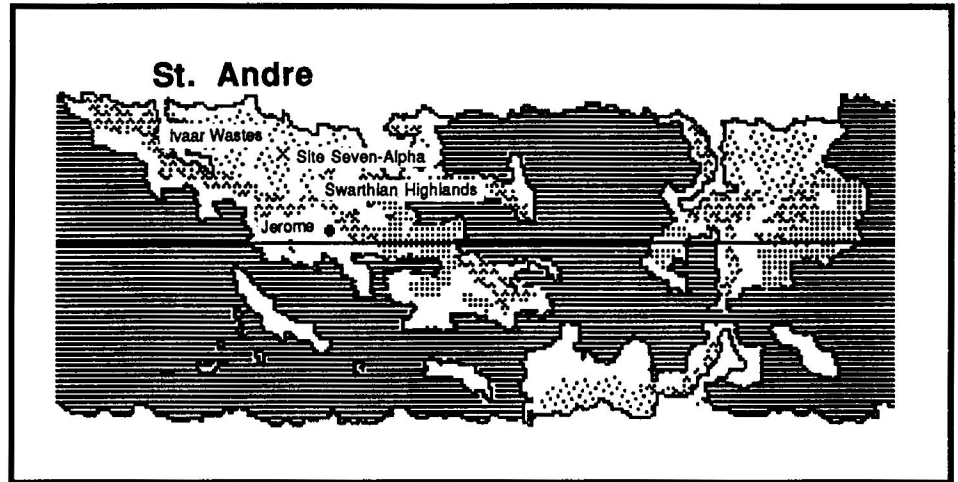 St. Andre
Ivaar Wastes
Site Seven-Alpha
Swarthian Highlands
Jerome